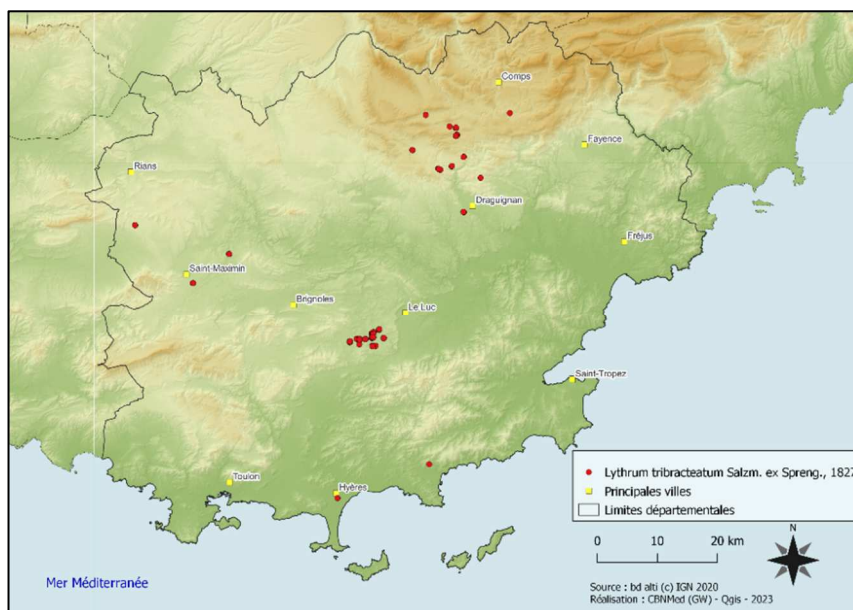 Comps
Fayence
Rians
Draguignan
Fréjus
Saint-Maximin
Brignoles
Le Luc
Saint-Tropez
Toulon
Hyères
Lythrum tribracteatum Salzm. ex Spreng., 1827
Principales villes
Limites départementales
N
0 10 20 km
Mer Méditerranée
Source : bd alti (c) IGN 2020
Réalisation : CBNMed (GW) - Qgis - 2023